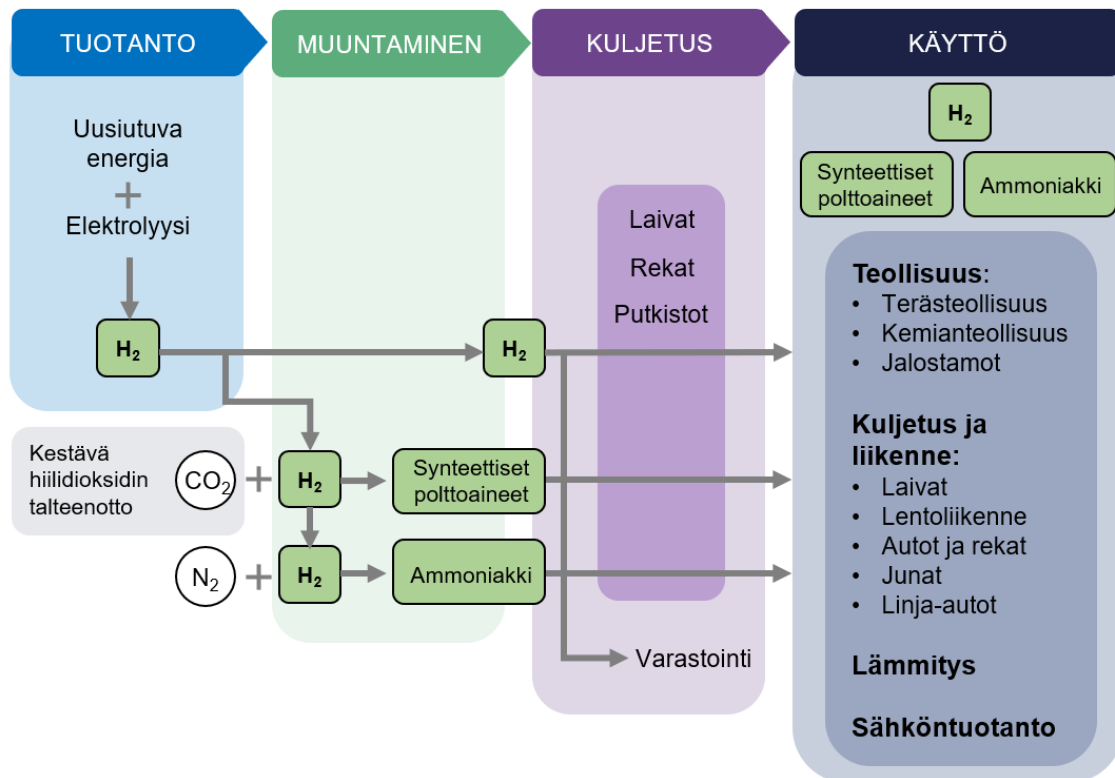 TUOTANTO
MUUNTAMINEN
KULJETUS
KÄYTTÖ
Uusiutuva
energia
+
Elektrolyysi
H₂
Kestävä
hiilidioksidin
talteenotto
CO₂
+
H₂
Synteettiset
polttoaineet
N₂
+
H₂
Ammoniakki
H₂
Laivat
Rekat
Putkistot
Varastointi
H₂
Synteettiset
polttoaineet
Ammoniakki
Teollisuus:
• Terästeollisuus
• Kemianteollisuus
• Jalostamot
Kuljetus ja
liikenne:
• Laivat
• Lentoliikenne
• Autot ja rekat
• Junat
• Linja-autot
Lämmitys
Sähköntuotanto